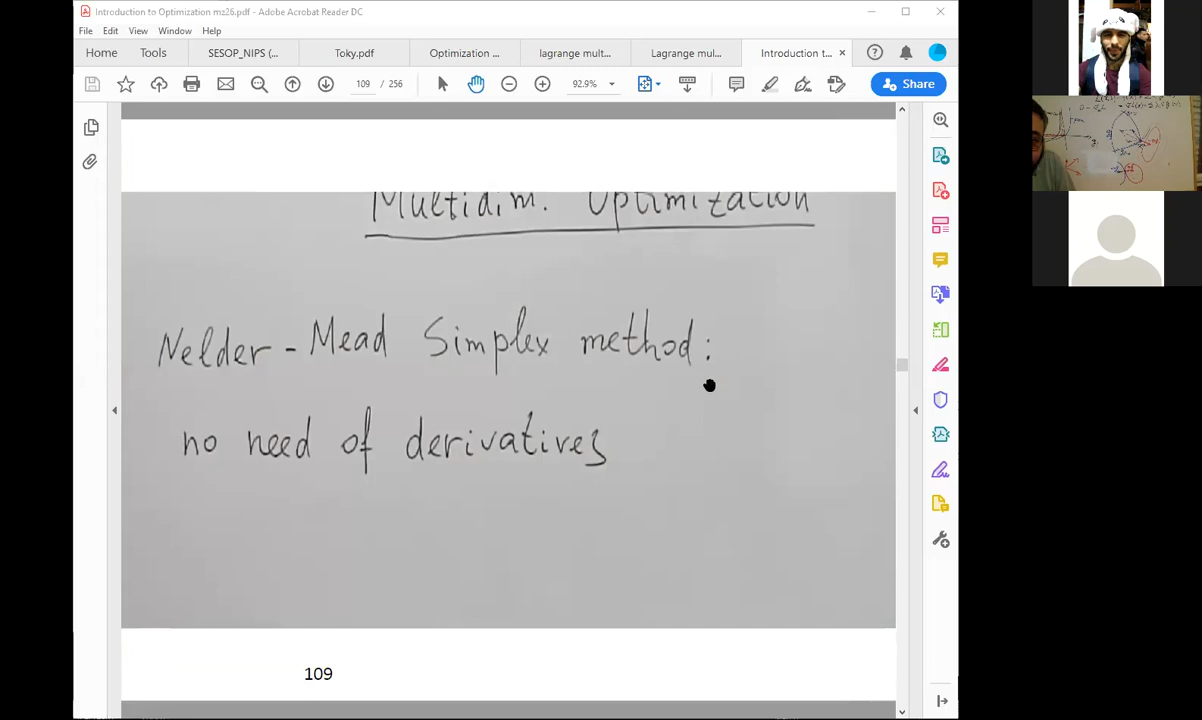 Introduction to Optimization mz26.pdf - Adobe Acrobat Reader DC
File Edit View Window Help
Home Tools SESOP_NIPS (... Toky.pdf Optimization ... lagrange mult... Lagrange mul... Introduction t...
109 / 256 92.9% Share
Multidim. Optimization
Nelder - Mead Simplex method:
no need of derivatives
109